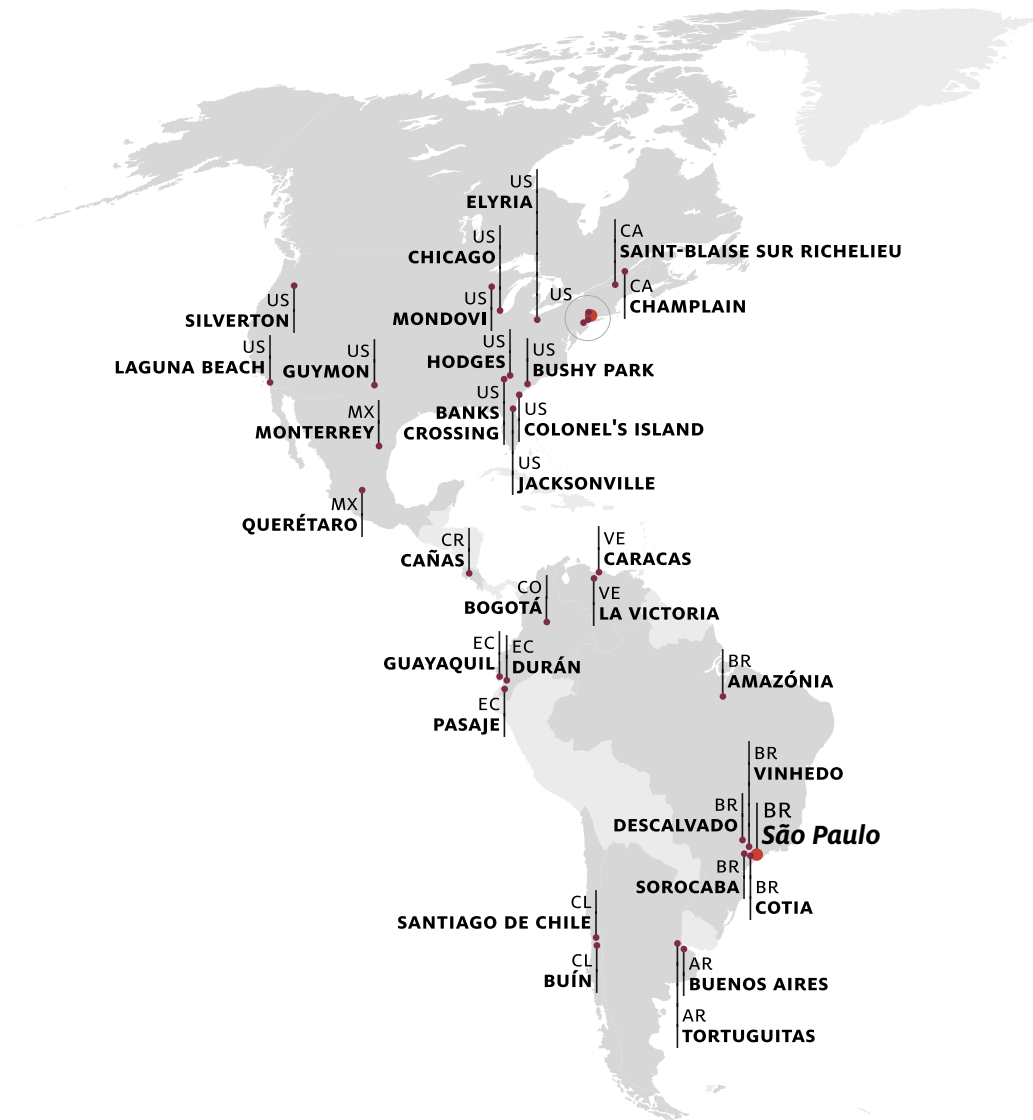 US
ELYRIA
US
CHICAGO
CA
SAINT-BLAISE SUR RICHELIEU
CA
CHAMPLAIN
US
US
SILVERTON
US
MONDOVI
US
LAGUNA BEACH
US
GUYMON
US
HODGES
US
BUSHY PARK
US
BANKS
CROSSING
US
COLONEL'S ISLAND
MX
MONTERREY
US
JACKSONVILLE
MX
QUERÉTARO
CR
CAÑAS
VE
CARACAS
CO
BOGOTÁ
VE
LA VICTORIA
EC
GUAYAQUIL
EC
DURÁN
BR
AMAZÓNIA
EC
PASAJE
BR
VINHEDO
BR
DESCALVADO
BR
São Paulo
BR
SOROCABA
BR
COTIA
CL
SANTIAGO DE CHILE
CL
BUÍN
AR
BUENOS AIRES
AR
TORTUGUITAS